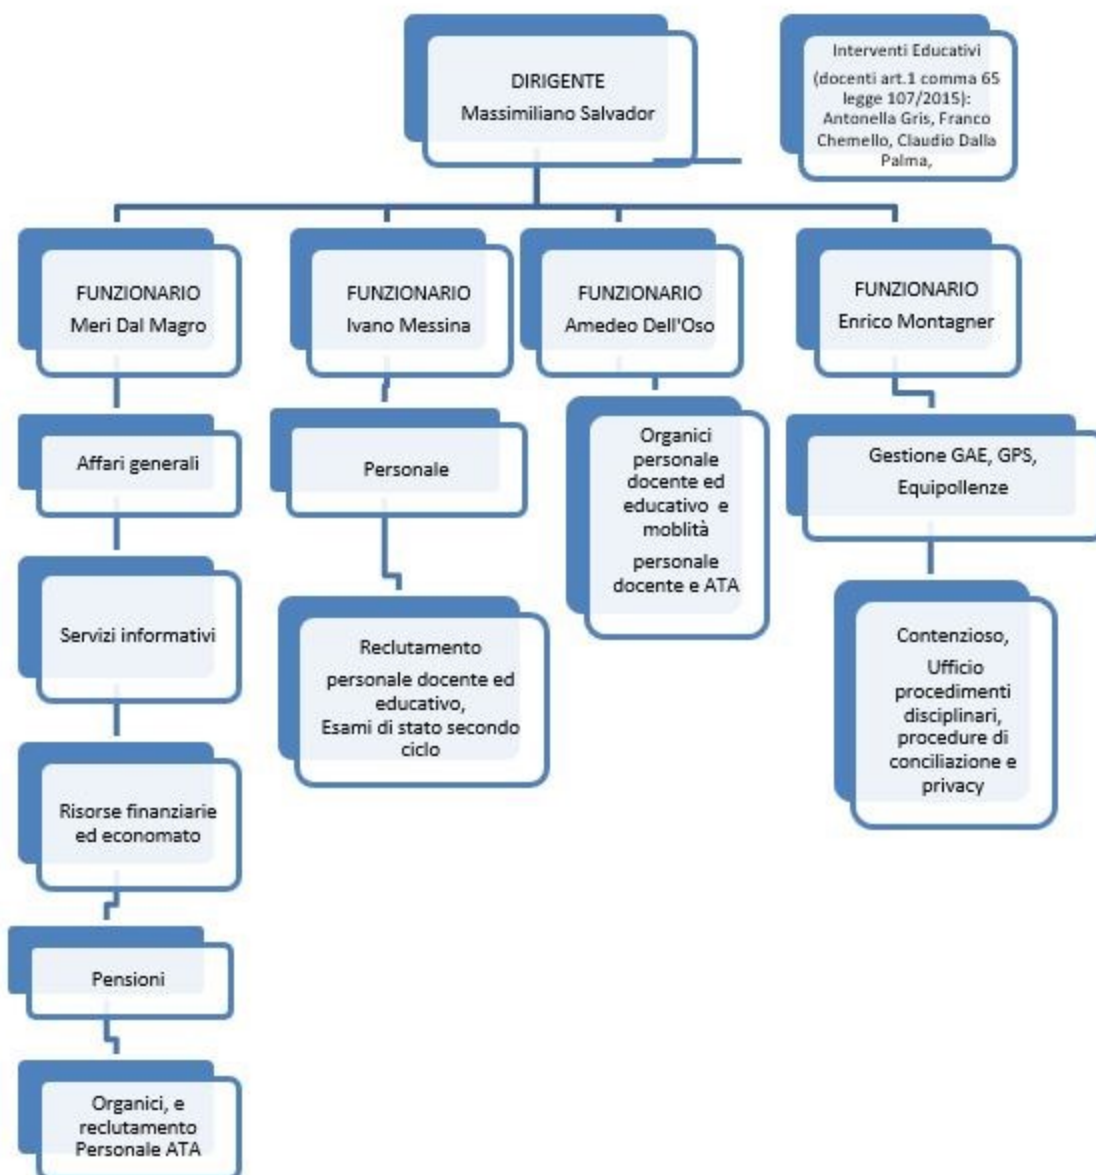 DIRIGENTE
Massimiliano Salvador
Interventi Educativi
(docenti art.1 comma 65
legge 107/2015):
Antonella Gris, Franco
Chemello, Claudio Dalla
Palma,
FUNZIONARIO
Meri Dal Magro
FUNZIONARIO
Ivano Messina
FUNZIONARIO
Amedeo Dell'Oso
FUNZIONARIO
Enrico Montagner
Affari generali
Servizi informativi
Risorse finanziarie
ed economato
Pensioni
Organici, e
reclutamento
Personale ATA
Personale
Reclutamento
personale docente ed
educativo,
Esami di stato secondo
ciclo
Organici
personale
docente ed
educativo e
moblità
personale
docente e ATA
Gestione GAE, GPS,
Equipollenze
Contenzioso,
Ufficio
procedimenti
disciplinari,
procedure di
conciliazione e
privacy